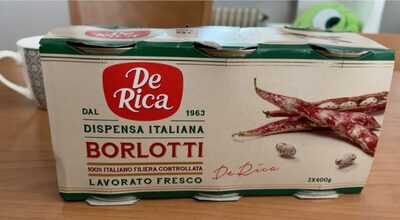 De
Rica
DAL 1963
DISPENSA ITALIANA
BORLOTTI
100% ITALIANO FILIERA CONTROLLATA
LAVORATO FRESCO
De Rica
3X400g